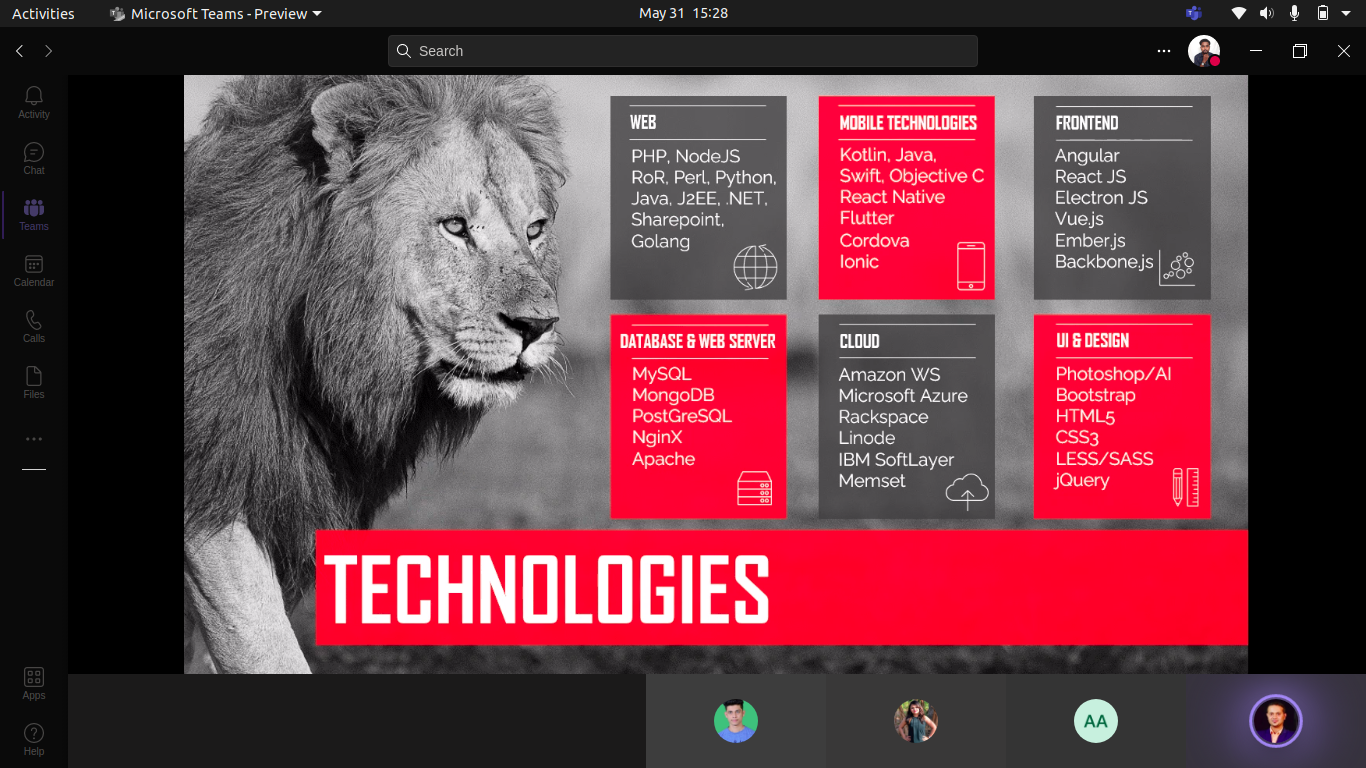 Activities
Microsoft Teams - Preview
May 31 15:28
Search
Activity
Chat
Teams
Calendar
Calls
Files
Apps
Help
WEB
PHP, NodeJS
RoR, Perl, Python,
Java, J2EE, .NET,
Sharepoint,
Golang
MOBILE TECHNOLOGIES
Kotlin, Java,
Swift, Objective C
React Native
Flutter
Cordova
Ionic
FRONTEND
Angular
React JS
Electron JS
Vue.js
Ember.js
Backbone.js
DATABASE & WEB SERVER
MySQL
MongoDB
PostGreSQL
NginX
Apache
CLOUD
Amazon WS
Microsoft Azure
Rackspace
Linode
IBM SoftLayer
Memset
UI & DESIGN
Photoshop/AI
Bootstrap
HTML5
CSS3
LESS/SASS
jQuery
TECHNOLOGIES
AA